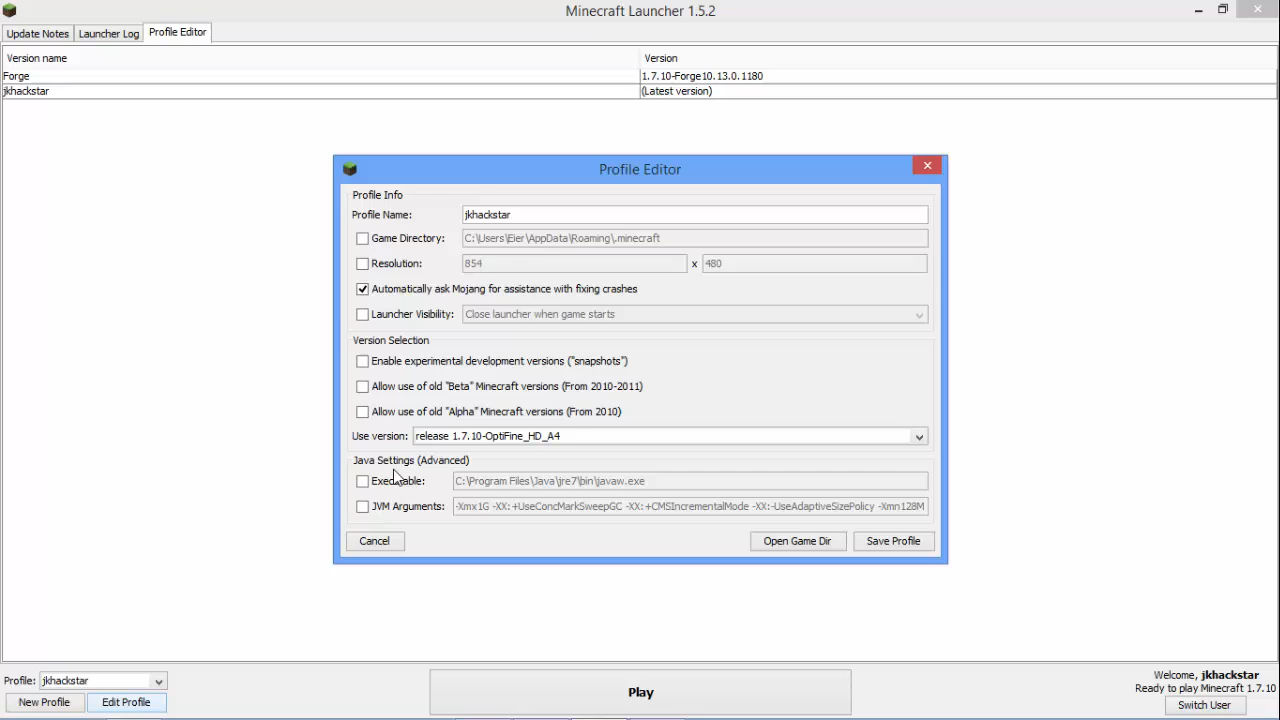 Minecraft Launcher 1.5.2
Update Notes Launcher Log Profile Editor
Version name Version
Forge 1.7.10-Forge10.13.0.1180
jkhackstar (Latest version)
Profile Editor
Profile Info
Profile Name: jkhackstar
Game Directory: C:\Users\Eier\AppData\Roaming\.minecraft
Resolution: 854 x 480
Automatically ask Mojang for assistance with fixing crashes
Launcher Visibility: Close launcher when game starts
Version Selection
Enable experimental development versions ("snapshots")
Allow use of old "Beta" Minecraft versions (From 2010-2011)
Allow use of old "Alpha" Minecraft versions (From 2010)
Use version: release 1.7.10-OptiFine_HD_A4
Java Settings (Advanced)
Executable: C:\Program Files\Java\jre7\bin\javaw.exe
JVM Arguments: -Xmx1G -XX:+UseConcMarkSweepGC -XX:+CMSIncrementalMode -XX:-UseAdaptiveSizePolicy -Xmn128M
Cancel Open Game Dir Save Profile
Profile: jkhackstar
New Profile Edit Profile
Play
Welcome, jkhackstar
Ready to play Minecraft 1.7.10
Switch User